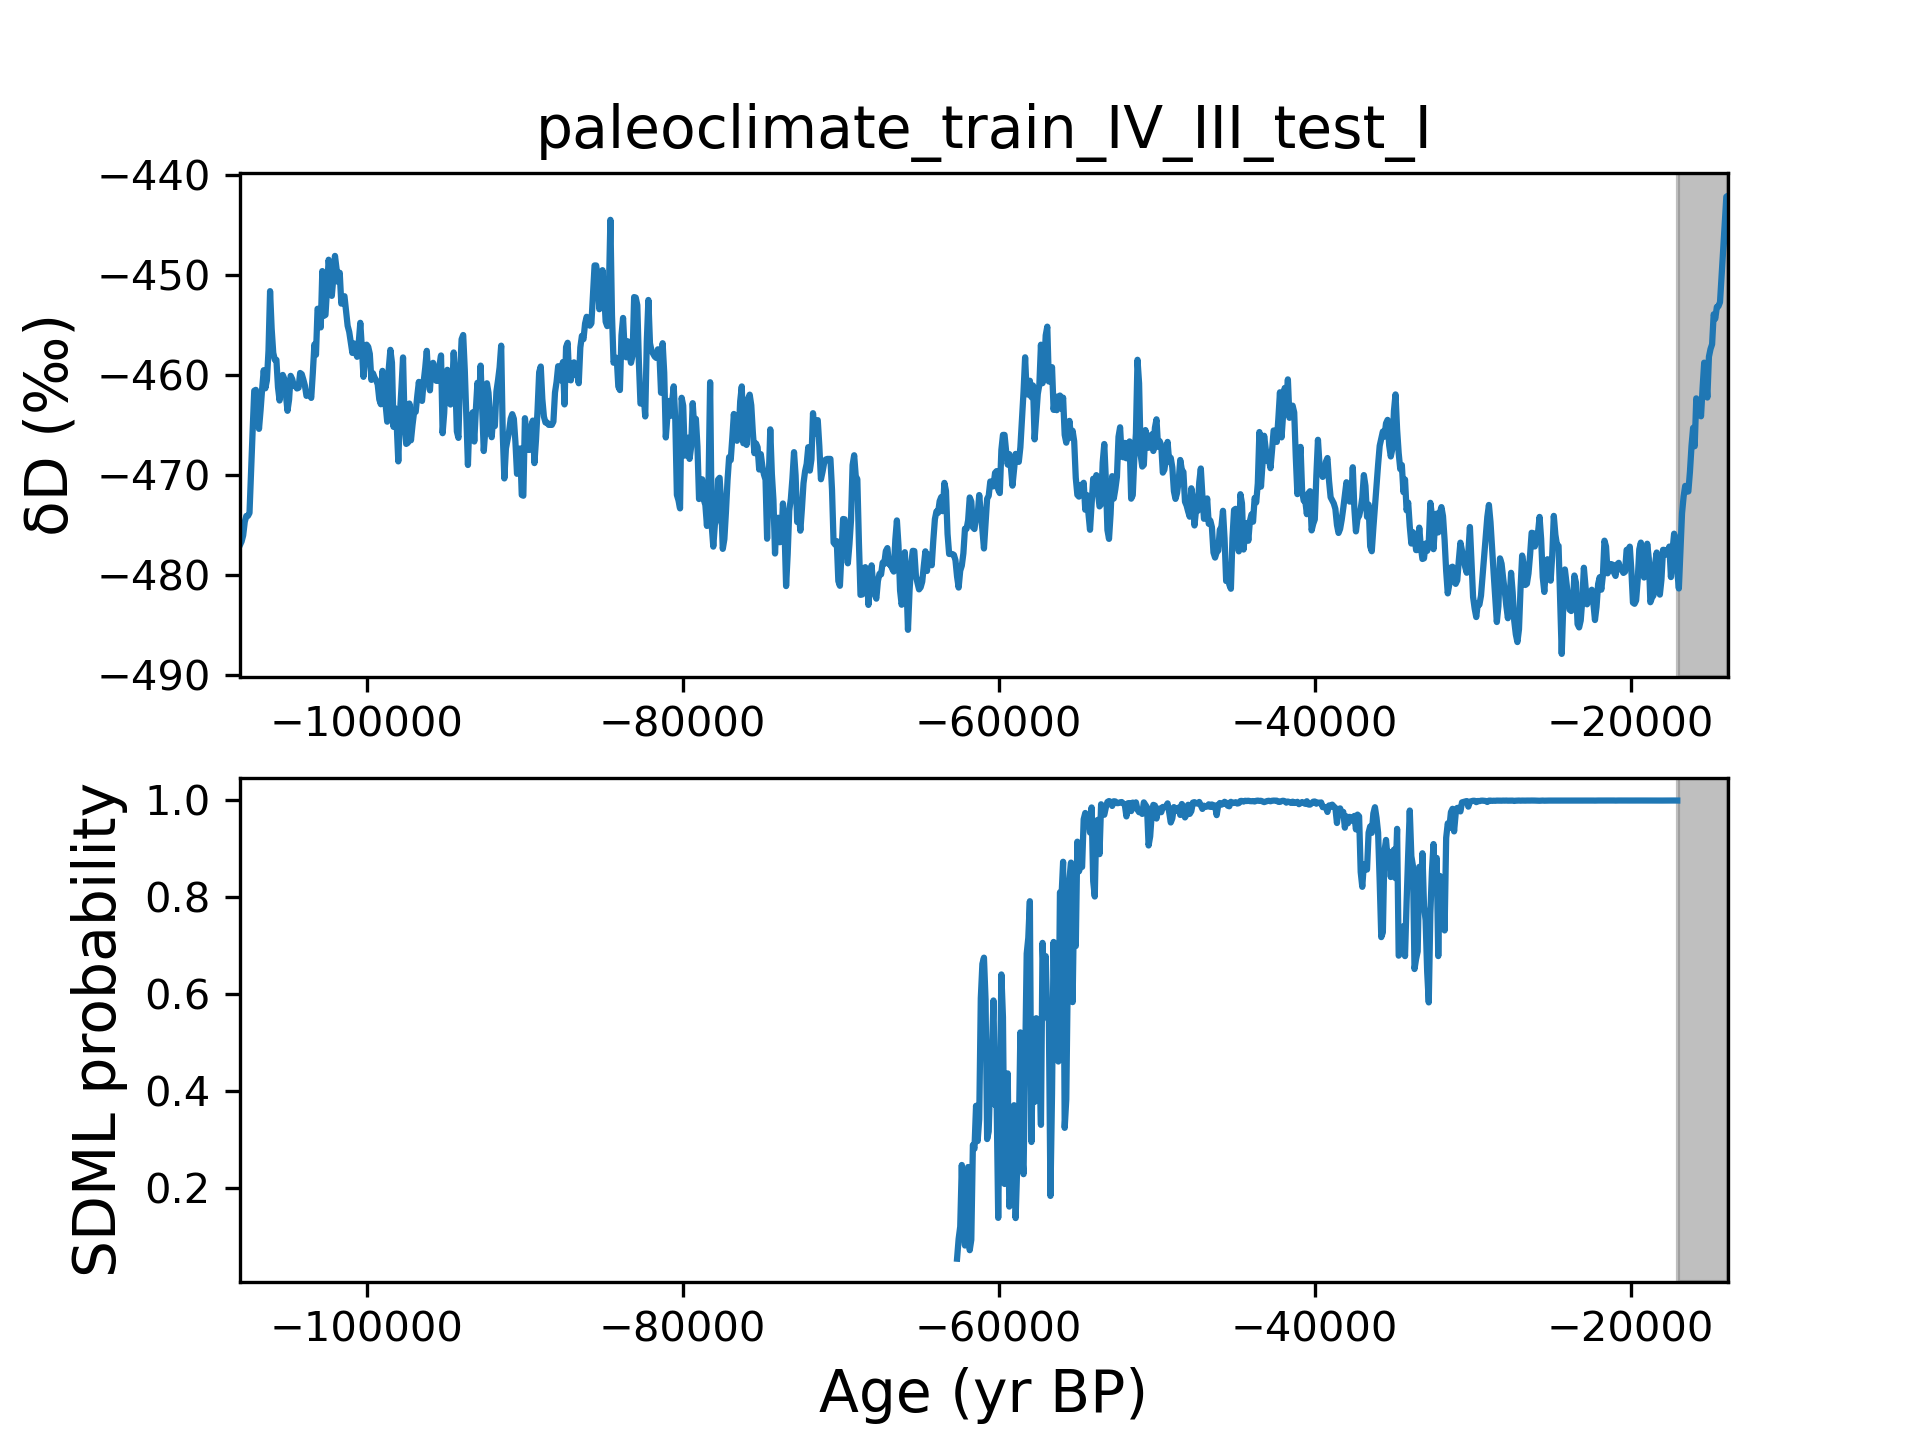 paleoclimate_train_IV_III_test_I
δD (‰)
−440
−450
−460
−470
−480
−490
−100000 −80000 −60000 −40000 −20000
SDML probability
1.0
0.8
0.6
0.4
0.2
−100000 −80000 −60000 −40000 −20000
Age (yr BP)